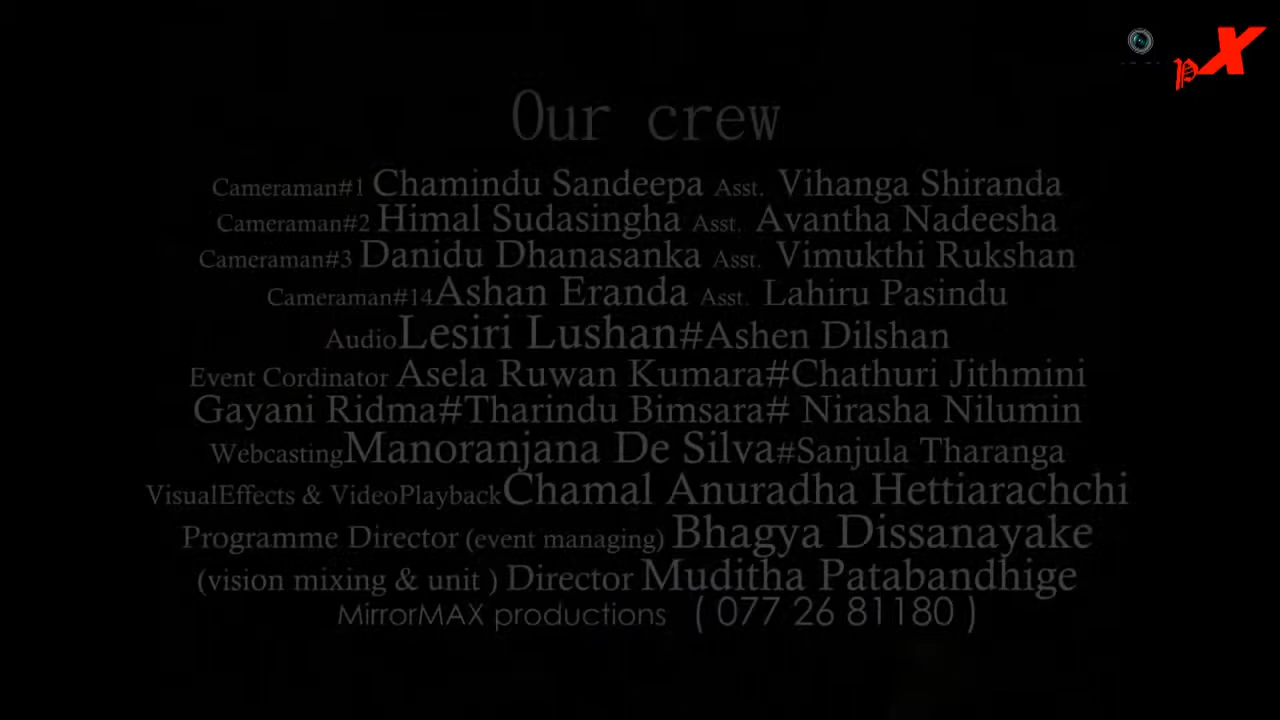 pX
Our crew
Cameraman#1 Chamindu Sandeepa Asst. Vihanga Shiranda
Cameraman#2 Himal Sudasingha Asst. Avantha Nadeesha
Cameraman#3 Danidu Dhanasanka Asst. Vimukthi Rukshan
Cameraman#14Ashan Eranda Asst. Lahiru Pasindu
AudioLesiri Lushan#Ashen Dilshan
Event Cordinator Asela Ruwan Kumara#Chathuri Jithmini
Gayani Ridma#Tharindu Bimsara# Nirasha Nilumin
WebcastingManoranjana De Silva#Sanjula Tharanga
VisualEffects & VideoPlaybackChamal Anuradha Hettiarachchi
Programme Director (event managing) Bhagya Dissanayake
(vision mixing & unit ) Director Muditha Patabandhige
MirrorMAX productions ( 077 26 81180 )